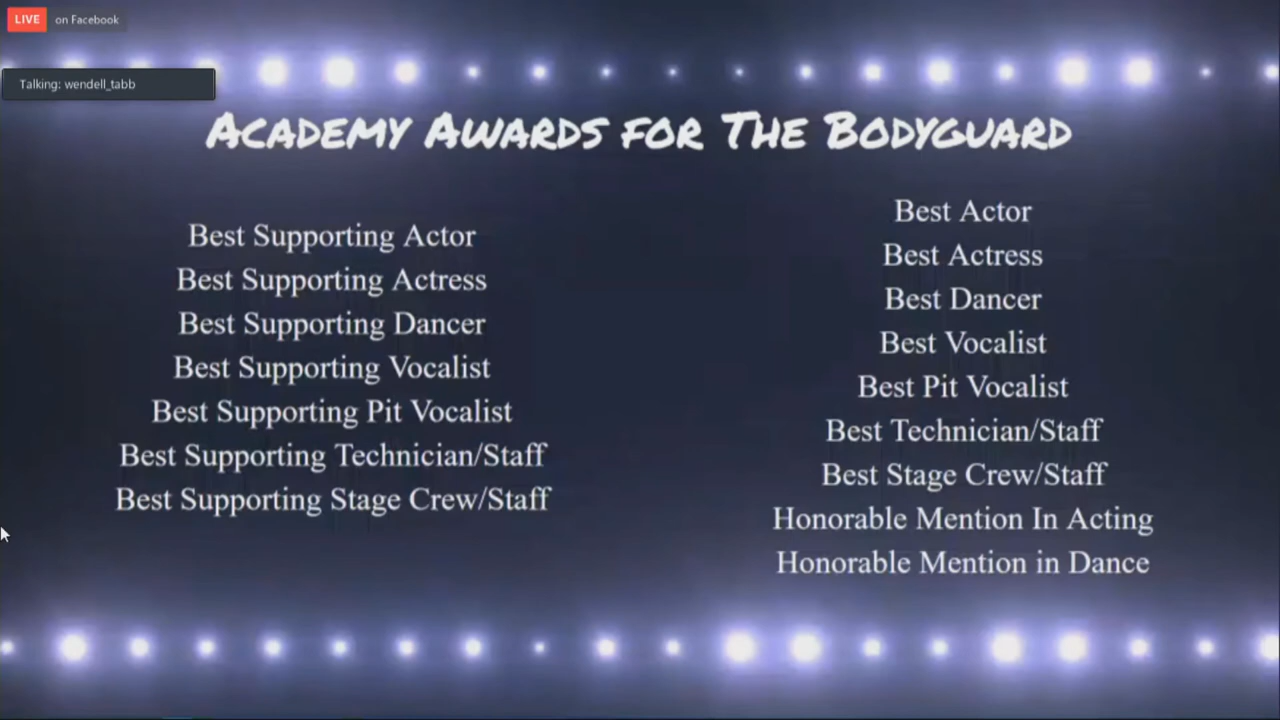 LIVE on Facebook
Talking: wendell_tabb
Academy Awards for The Bodyguard
Best Supporting Actor
Best Supporting Actress
Best Supporting Dancer
Best Supporting Vocalist
Best Supporting Pit Vocalist
Best Supporting Technician/Staff
Best Supporting Stage Crew/Staff
Best Actor
Best Actress
Best Dancer
Best Vocalist
Best Pit Vocalist
Best Technician/Staff
Best Stage Crew/Staff
Honorable Mention In Acting
Honorable Mention in Dance